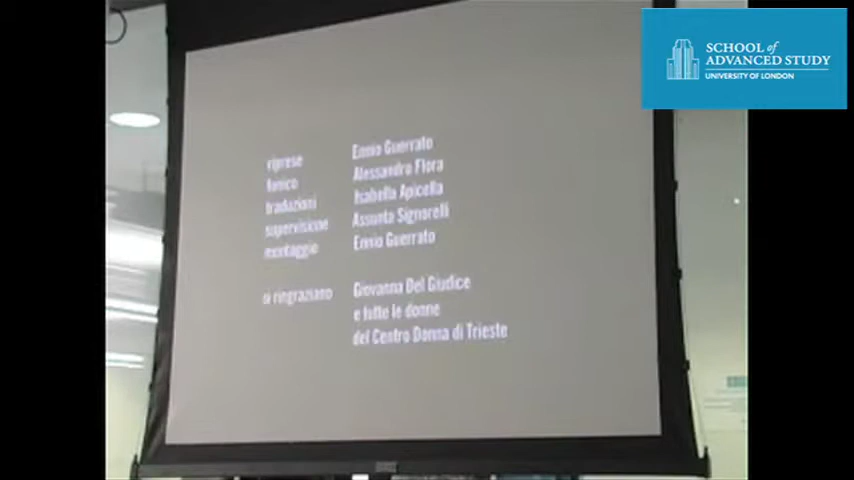 SCHOOL of
ADVANCED STUDY
UNIVERSITY OF LONDON
riprese Ennio Guerrato
fonico Alessandro Flora
traduzioni Isabella Apicella
supervisione Assunta Signorelli
montaggio Ennio Guerrato
si ringraziano Giovanna Del Giudice
e tutte le donne
del Centro Donna di Trieste